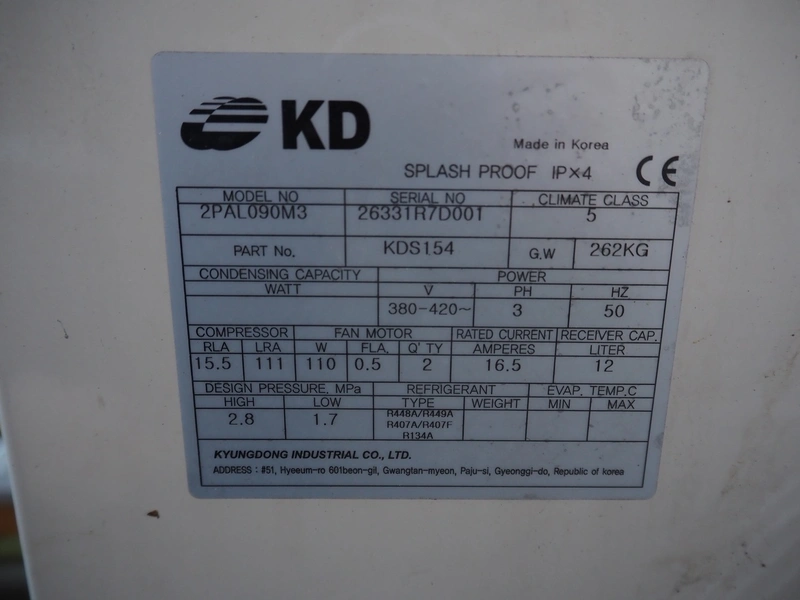 KD
Made in Korea
SPLASH PROOF IP×4 CE
MODEL NO SERIAL NO CLIMATE CLASS
2PAL090M3 26331R7D001 5
PART No. KDS154 G.W 262KG
CONDENSING CAPACITY POWER
WATT V PH HZ
380-420~ 3 50
COMPRESSOR FAN MOTOR RATED CURRENT RECEIVER CAP.
RLA LRA W FLA. Q' TY AMPERES LITER
15.5 111 110 0.5 2 16.5 12
DESIGN PRESSURE. MPa REFRIGERANT EVAP. TEMP.C
HIGH LOW TYPE WEIGHT MIN MAX
2.8 1.7 R448A/R449A
R407A/R407F
R134A
KYUNGDONG INDUSTRIAL CO., LTD.
ADDRESS : #51, Hyeeum-ro 601beon-gil, Gwangtan-myeon, Paju-si, Gyeonggi-do, Republic of korea